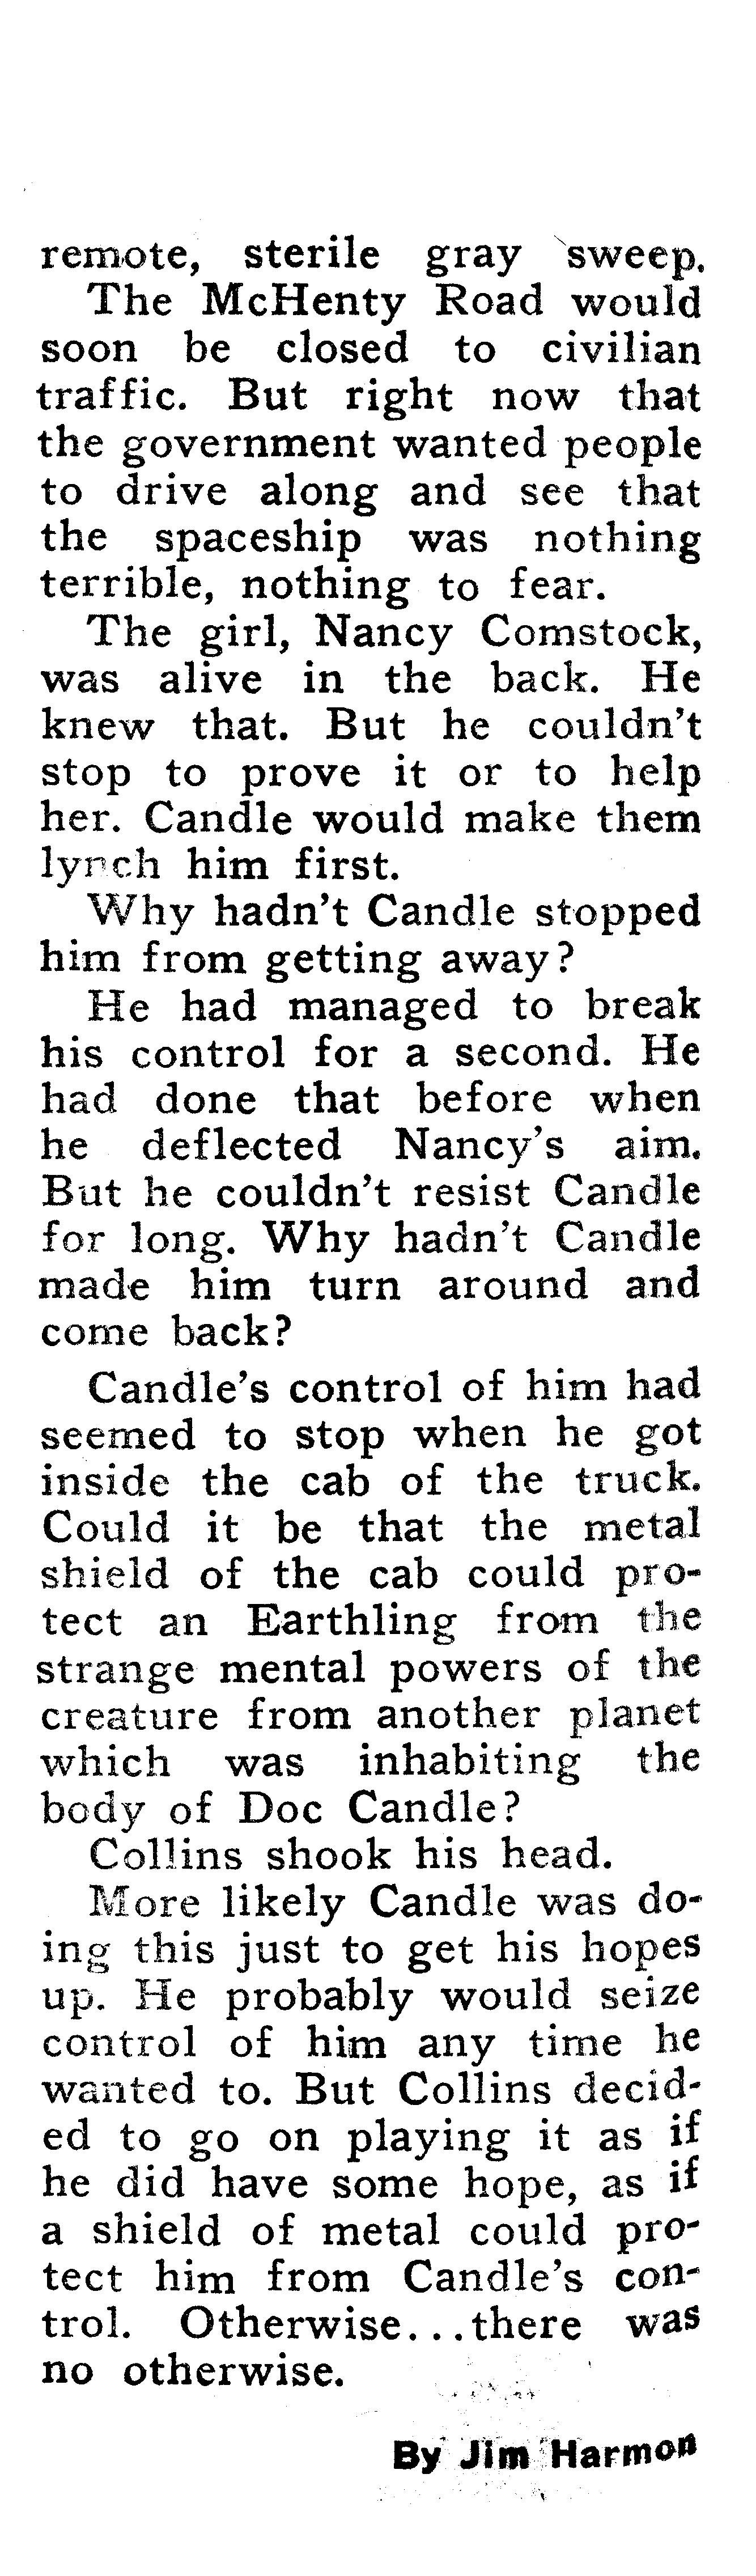 remote, sterile gray sweep.
The McHenty Road would
soon be closed to civilian
traffic. But right now that
the government wanted people
to drive along and see that
the spaceship was nothing
terrible, nothing to fear.
The girl, Nancy Comstock,
was alive in the back. He
knew that. But he couldn't
stop to prove it or to help
her. Candle would make them
lynch him first.
Why hadn't Candle stopped
him from getting away?
He had managed to break
his control for a second. He
had done that before when
he deflected Nancy's aim.
But he couldn't resist Candle
for long. Why hadn't Candle
made him turn around and
come back?
Candle's control of him had
seemed to stop when he got
inside the cab of the truck.
Could it be that the metal
shield of the cab could pro-
tect an Earthling from the
strange mental powers of the
creature from another planet
which was inhabiting the
body of Doc Candle?
Collins shook his head.
More likely Candle was do-
ing this just to get his hopes
up. He probably would seize
control of him any time he
wanted to. But Collins decid-
ed to go on playing it as if
he did have some hope, as if
a shield of metal could pro-
tect him from Candle's con-
trol. Otherwise...there was
no otherwise.
By Jim Harmon